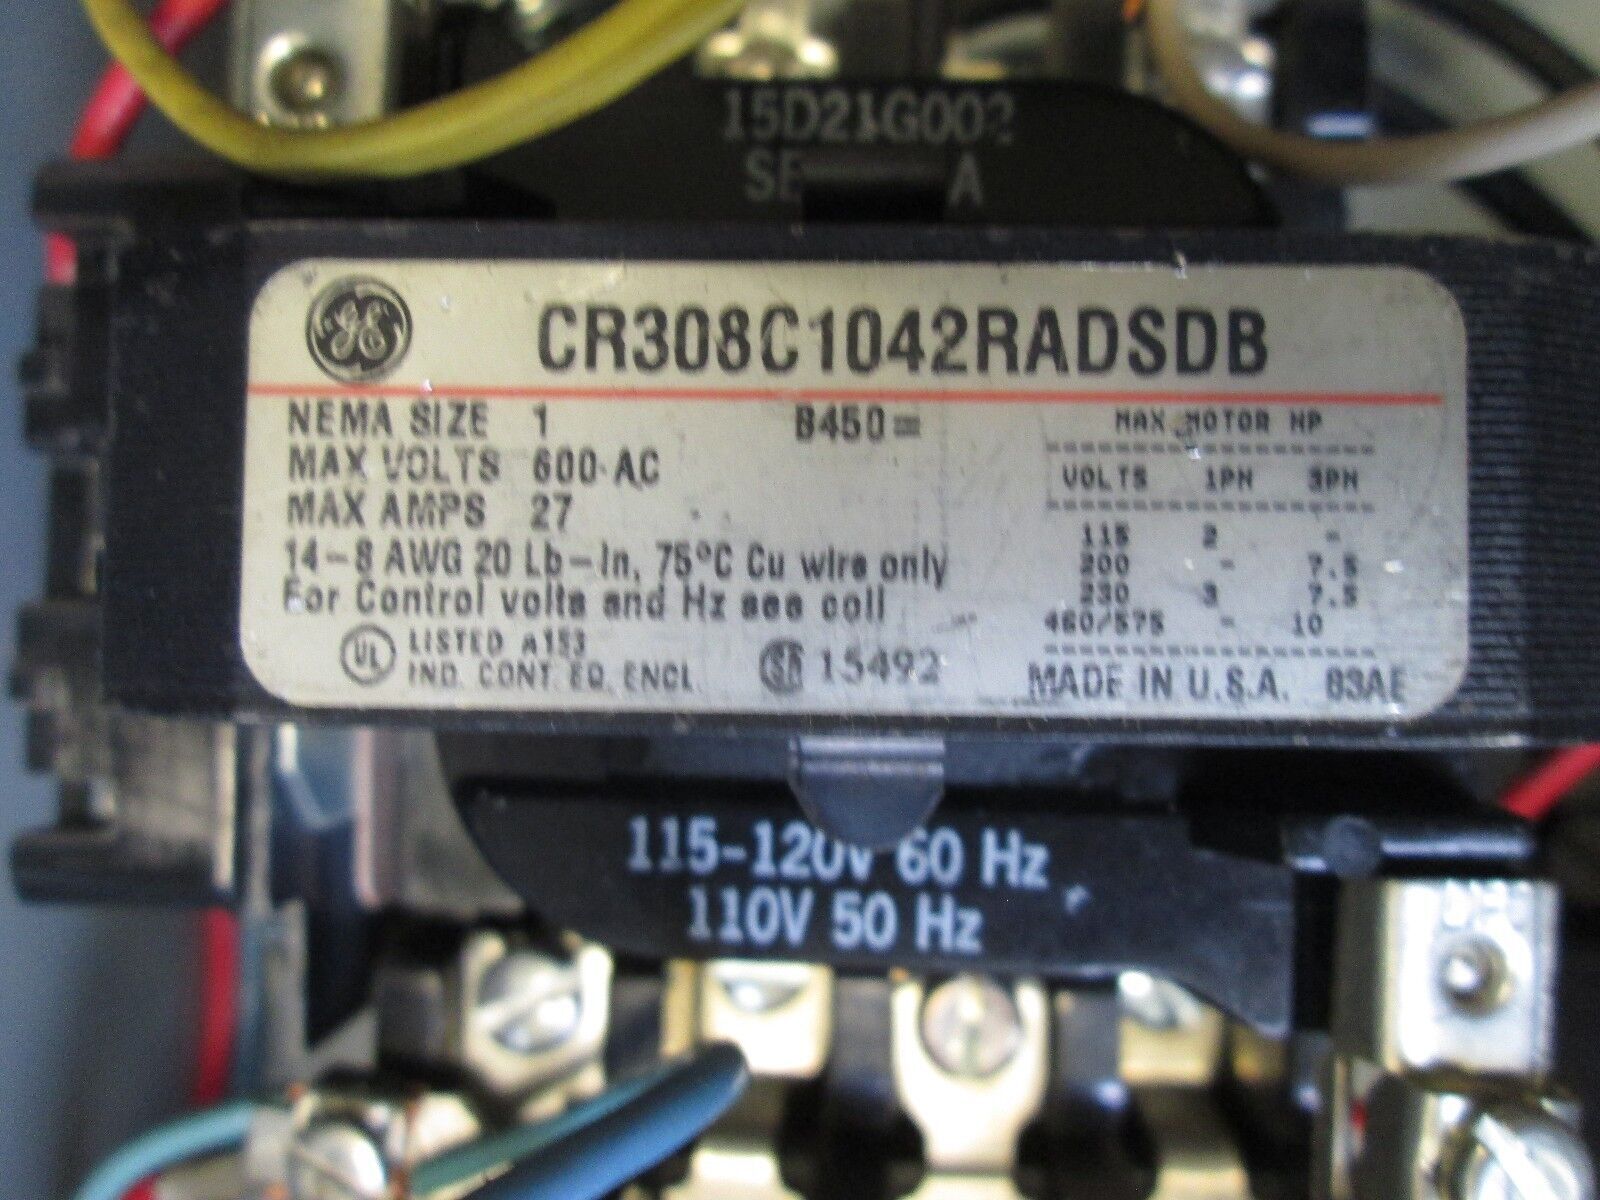 15D21G002
A
GE
CR308C1042RADSDB
NEMA SIZE 1
B450=
MAX VOLTS 600 AC
MAX AMPS 27
14-8 AWG 20 Lb-In, 75°C Cu wire only
For Control volts and Hz see coil
UL LISTED A153
IND. CONT. EQ. ENCL.
SA 15492
MAX MOTOR HP
VOLTS 1PH 3PH
115 2 -
200 - 7.5
230 3 7.5
460/575 - 10
MADE IN U.S.A. 83AE
115-120V 60 Hz
110V 50 Hz